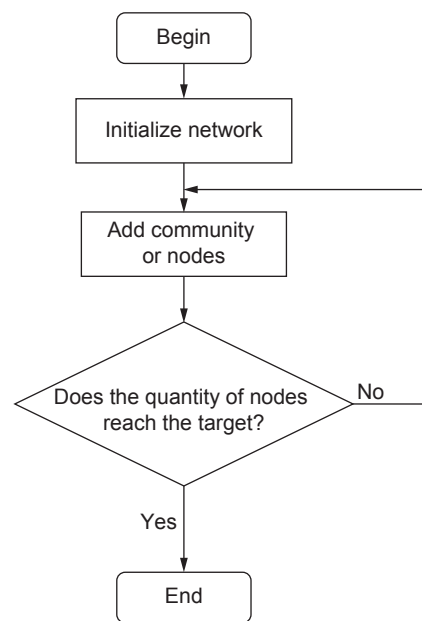 Begin
Initialize network
Add community
or nodes
Does the quantity of nodes
reach the target?
No
Yes
End